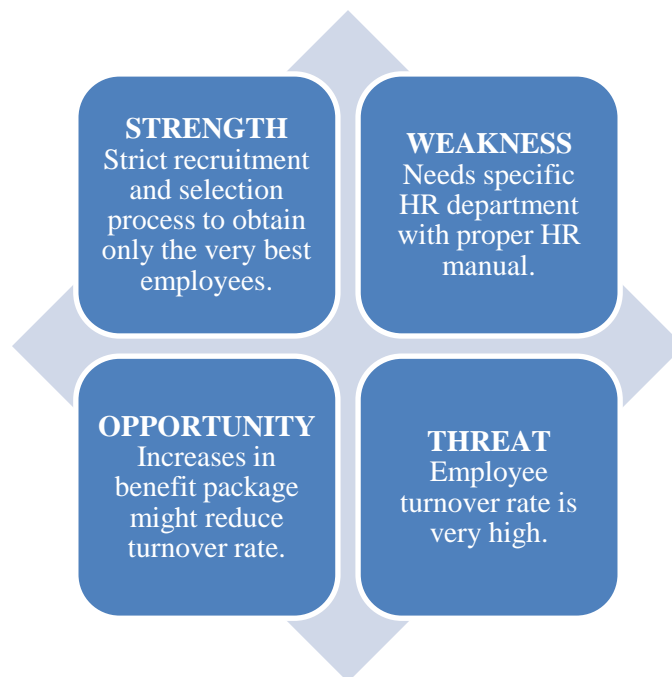 STRENGTH
Strict recruitment
and selection
process to obtain
only the very best
employees.
WEAKNESS
Needs specific
HR department
with proper HR
manual.
OPPORTUNITY
Increases in
benefit package
might reduce
turnover rate.
THREAT
Employee
turnover rate is
very high.